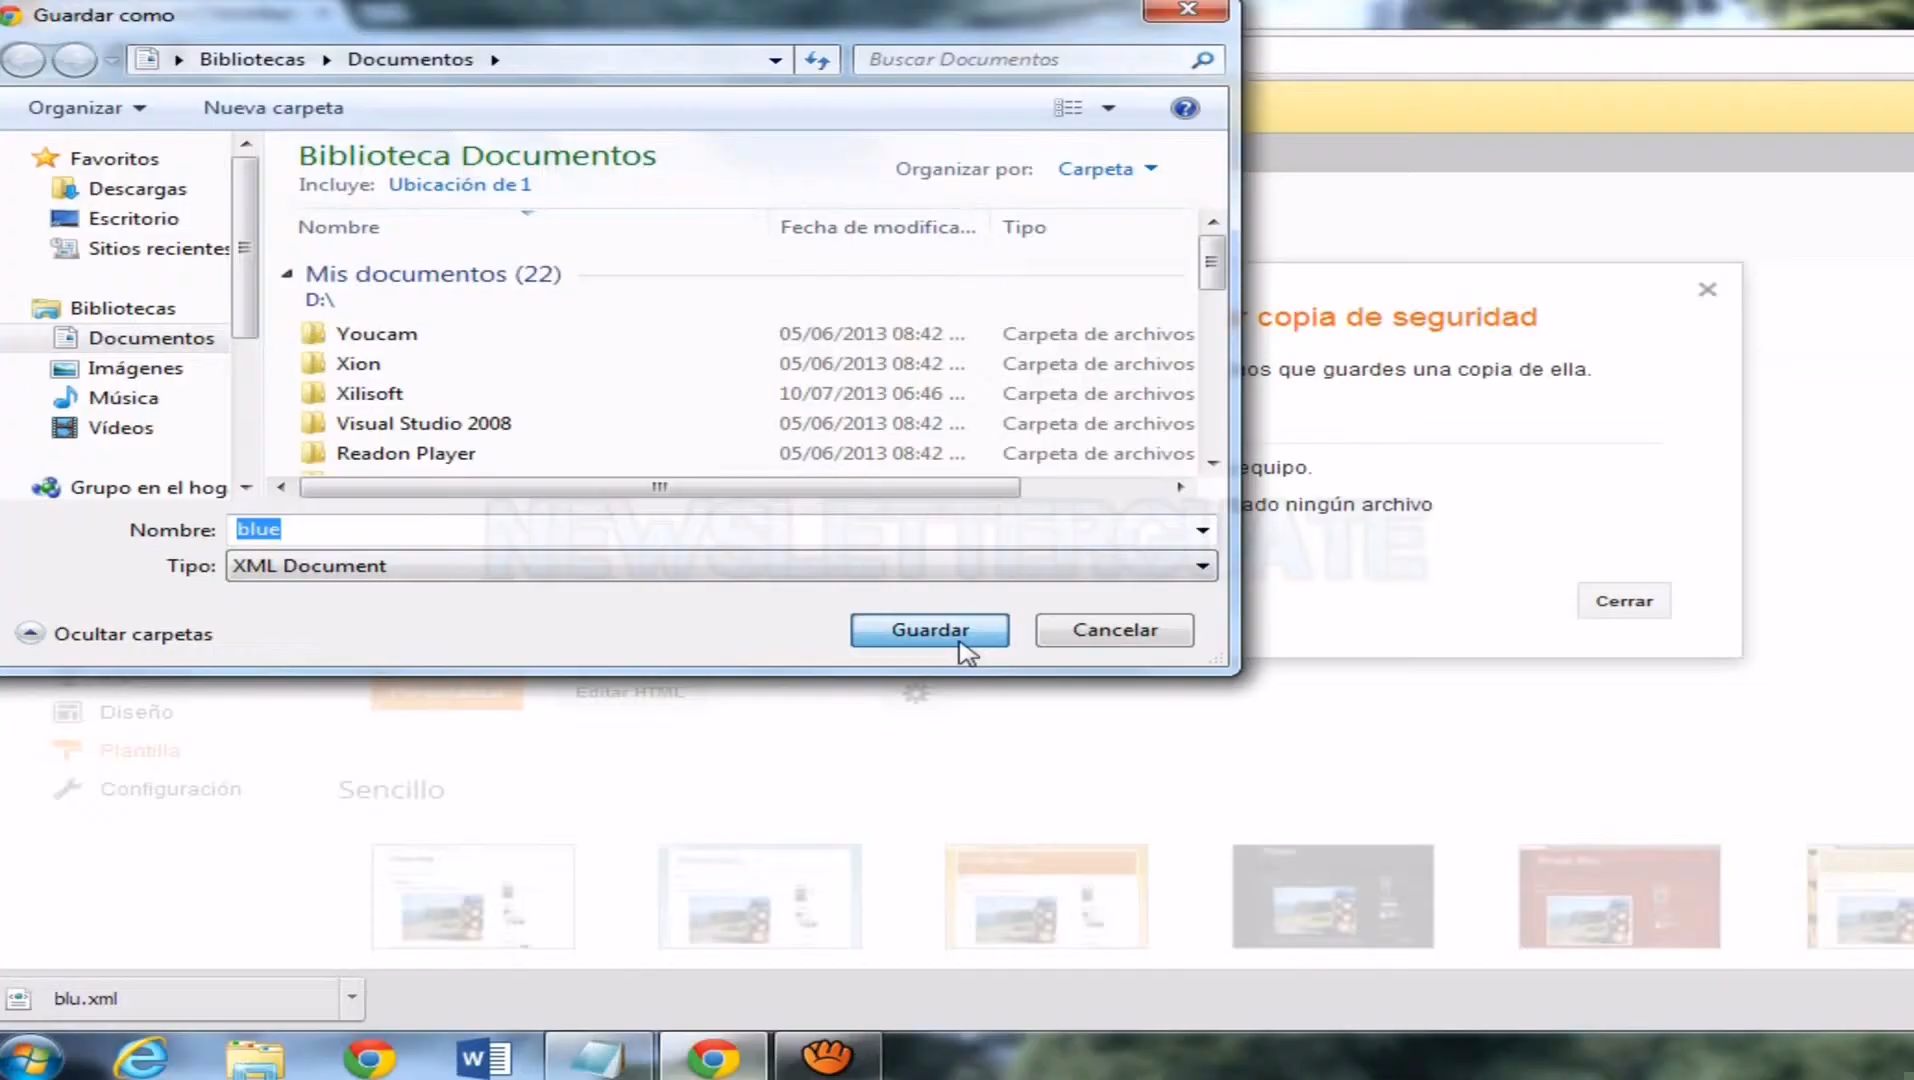 Guardar como
Bibliotecas Documentos
Buscar Documentos
Organizar Nueva carpeta
Biblioteca Documentos
Incluye: Ubicación de 1
Organizar por: Carpeta
Nombre Fecha de modifica... Tipo
Mis documentos (22)
D:\
Youcam 05/06/2013 08:42 ... Carpeta de archivos
Xion 05/06/2013 08:42 ... Carpeta de archivos
Xilisoft 10/07/2013 06:46 ... Carpeta de archivos
Visual Studio 2008 05/06/2013 08:42 ... Carpeta de archivos
Readon Player 05/06/2013 08:42 ... Carpeta de archivos
Favoritos
Descargas
Escritorio
Sitios recientes
Bibliotecas
Documentos
Imágenes
Música
Vídeos
Grupo en el hog
Nombre: blue
Tipo: XML Document
Ocultar carpetas
Guardar Cancelar
copia de seguridad
os que guardes una copia de ella.
equipo.
ado ningún archivo
Cerrar
Editar HTML
Diseño
Plantilla
Configuración
Sencillo
blu.xml